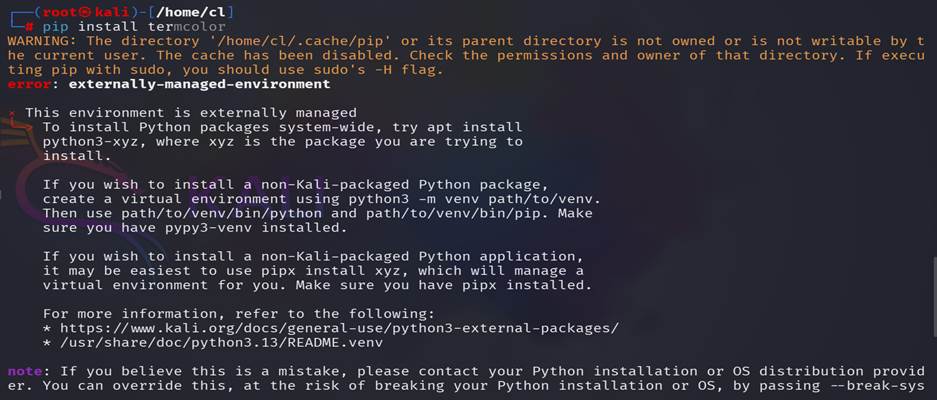 ┌──(root㉿kali)-[/home/cl]
└─# pip install termcolor
WARNING: The directory '/home/cl/.cache/pip' or its parent directory is not owned or is not writable by t
he current user. The cache has been disabled. Check the permissions and owner of that directory. If execu
ting pip with sudo, you should use sudo's -H flag.
error: externally-managed-environment
× This environment is externally managed
╰─> To install Python packages system-wide, try apt install
python3-xyz, where xyz is the package you are trying to
install.
If you wish to install a non-Kali-packaged Python package,
create a virtual environment using python3 -m venv path/to/venv.
Then use path/to/venv/bin/python and path/to/venv/bin/pip. Make
sure you have pypy3-venv installed.
If you wish to install a non-Kali-packaged Python application,
it may be easiest to use pipx install xyz, which will manage a
virtual environment for you. Make sure you have pipx installed.
For more information, refer to the following:
* https://www.kali.org/docs/general-use/python3-external-packages/
* /usr/share/doc/python3.13/README.venv
note: If you believe this is a mistake, please contact your Python installation or OS distribution provid
er. You can override this, at the risk of breaking your Python installation or OS, by passing --break-sys